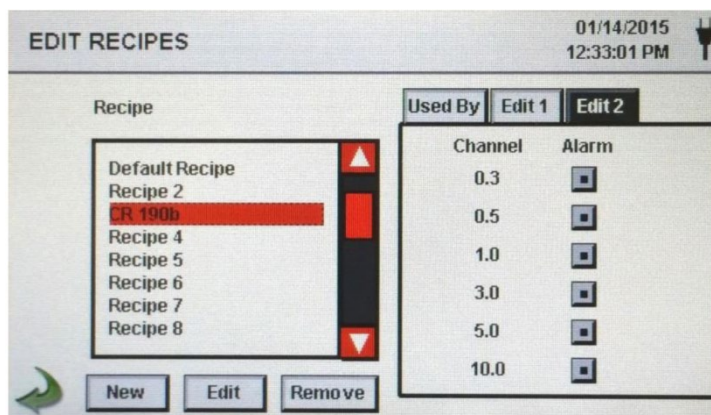 EDIT RECIPES
01/14/2015
12:33:01 PM
Recipe
Default Recipe
Recipe 2
CR 190b
Recipe 4
Recipe 5
Recipe 6
Recipe 7
Recipe 8
New Edit Remove
Used By Edit 1 Edit 2
Channel Alarm
0.3
0.5
1.0
3.0
5.0
10.0